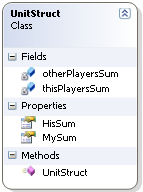 UnitStruct
Class
Fields
otherPlayersSum
thisPlayersSum
Properties
HisSum
MySum
Methods
UnitStruct